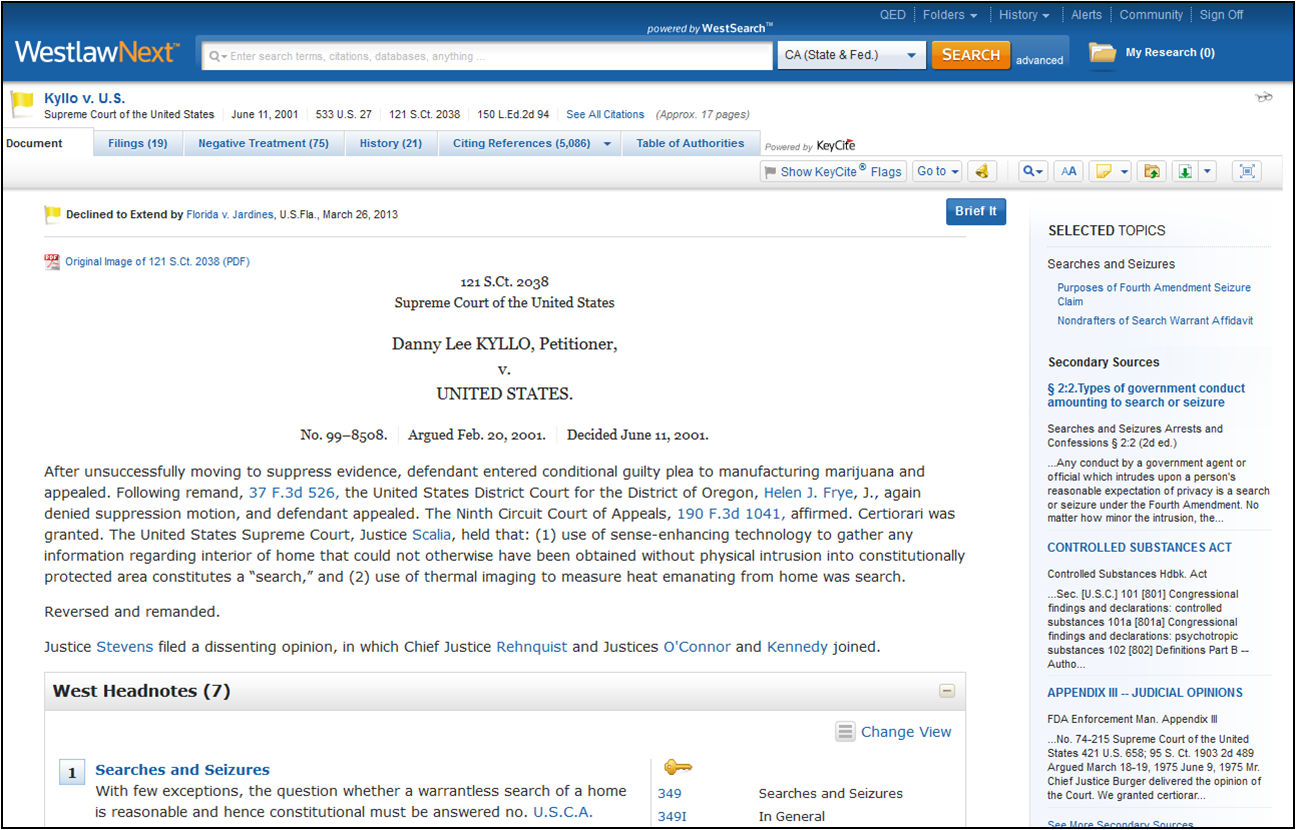 QED Folders History Alerts Community Sign Off
powered by WestSearch™
WestlawNext™
Enter search terms, citations, databases, anything ...
CA (State & Fed.)
SEARCH
advanced
My Research (0)
Kyllo v. U.S.
Supreme Court of the United States June 11, 2001 533 U.S. 27 121 S.Ct. 2038 150 L.Ed.2d 94 See All Citations (Approx. 17 pages)
Document Filings (19) Negative Treatment (75) History (21) Citing References (5,086) Table of Authorities Powered by KeyCite
Show KeyCite® Flags Go to AA
Declined to Extend by Florida v. Jardines, U.S.Fla., March 26, 2013
Brief It
PDF
Original Image of 121 S.Ct. 2038 (PDF)
121 S.Ct. 2038
Supreme Court of the United States
Danny Lee KYLLO, Petitioner,
v.
UNITED STATES.
No. 99–8508. Argued Feb. 20, 2001. Decided June 11, 2001.
After unsuccessfully moving to suppress evidence, defendant entered conditional guilty plea to manufacturing marijuana and
appealed. Following remand, 37 F.3d 526, the United States District Court for the District of Oregon, Helen J. Frye, J., again
denied suppression motion, and defendant appealed. The Ninth Circuit Court of Appeals, 190 F.3d 1041, affirmed. Certiorari was
granted. The United States Supreme Court, Justice Scalia, held that: (1) use of sense-enhancing technology to gather any
information regarding interior of home that could not otherwise have been obtained without physical intrusion into constitutionally
protected area constitutes a “search,” and (2) use of thermal imaging to measure heat emanating from home was search.
Reversed and remanded.
Justice Stevens filed a dissenting opinion, in which Chief Justice Rehnquist and Justices O'Connor and Kennedy joined.
West Headnotes (7)
Change View
1 Searches and Seizures
With few exceptions, the question whether a warrantless search of a home
is reasonable and hence constitutional must be answered no. U.S.C.A.
349 Searches and Seizures
349I In General
SELECTED TOPICS
Searches and Seizures
Purposes of Fourth Amendment Seizure
Claim
Nondrafters of Search Warrant Affidavit
Secondary Sources
§ 2:2.Types of government conduct
amounting to search or seizure
Searches and Seizures Arrests and
Confessions § 2:2 (2d ed.)
...Any conduct by a government agent or
official which intrudes upon a person's
reasonable expectation of privacy is a search
or seizure under the Fourth Amendment. No
matter how minor the intrusion, the...
CONTROLLED SUBSTANCES ACT
Controlled Substances Hdbk. Act
...Sec. [U.S.C.] 101 [801] Congressional
findings and declarations: controlled
substances 101a [801a] Congressional
findings and declarations: psychotropic
substances 102 [802] Definitions Part B --
Autho...
APPENDIX III -- JUDICIAL OPINIONS
FDA Enforcement Man. Appendix III
...No. 74-215 Supreme Court of the United
States 421 U.S. 658; 95 S. Ct. 1903 2d 489
Argued March 18-19, 1975 June 9, 1975 Mr.
Chief Justice Burger delivered the opinion of
the Court. We granted certiorar...
See More Secondary Sources